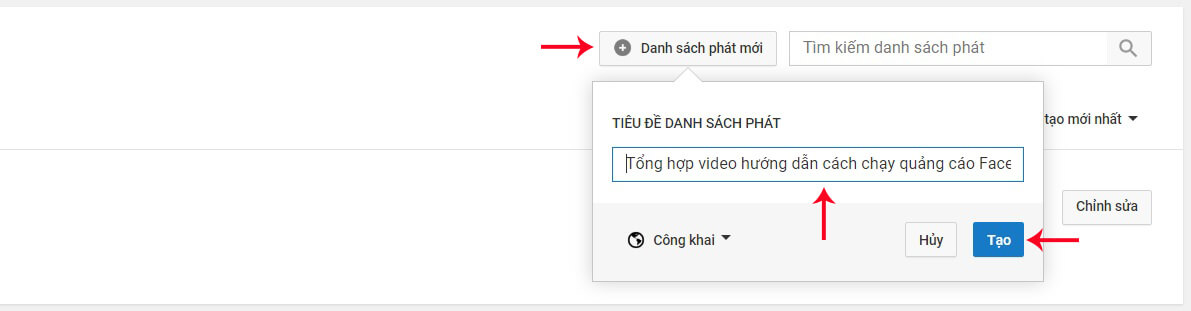 Danh sách phát mới
Tìm kiếm danh sách phát
TIÊU ĐỀ DANH SÁCH PHÁT
tạo mới nhất
Tổng hợp video hướng dẫn cách chạy quảng cáo Face
Chỉnh sửa
Công khai
Hủy
Tạo